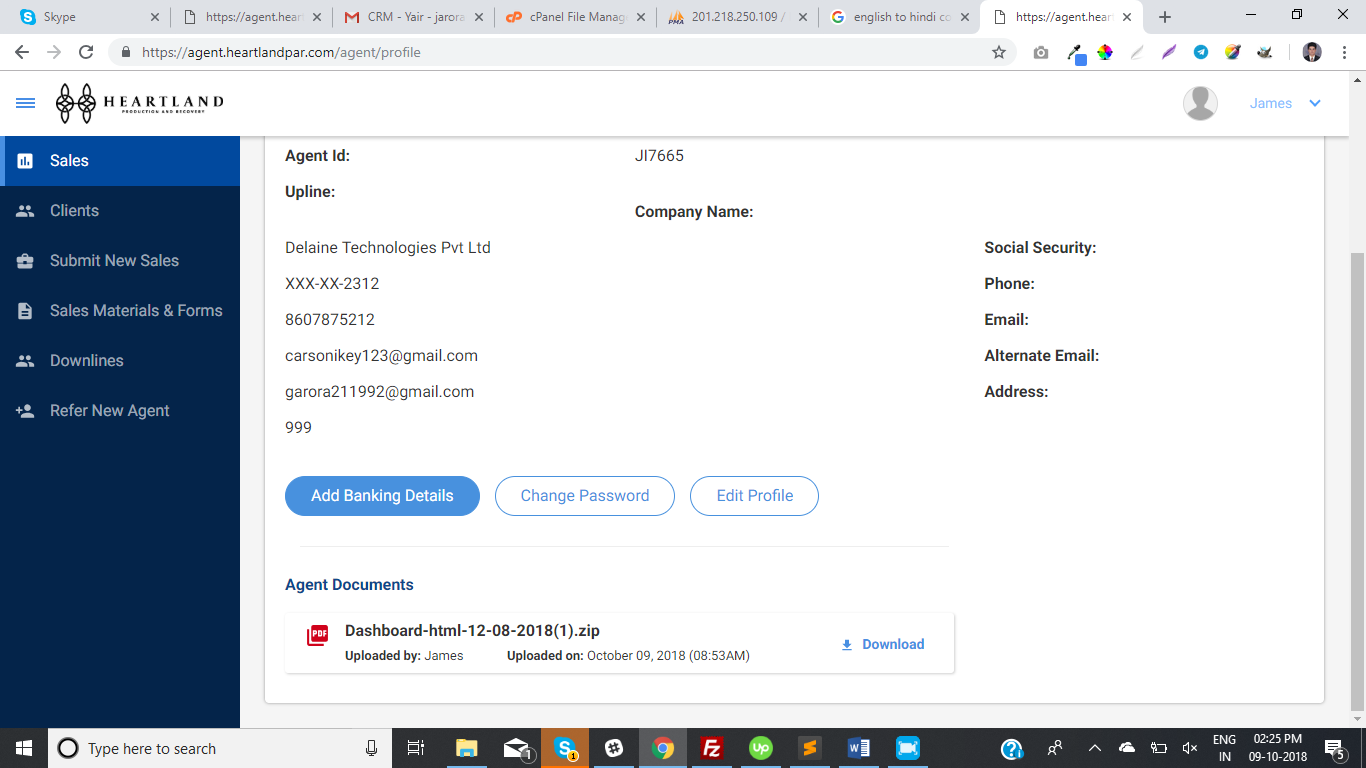 Skype
https://agent.hear
CRM - Yair - jarora
cPanel File Manag
201.218.250.109 /
english to hindi co
https://agent.heart
https://agent.heartlandpar.com/agent/profile
HEARTLAND
PRODUCTION AND RECOVERY
James
Sales
Clients
Submit New Sales
Sales Materials & Forms
Downlines
Refer New Agent
Agent Id: JI7665
Upline:
Company Name:
Delaine Technologies Pvt Ltd Social Security:
XXX-XX-2312 Phone:
8607875212 Email:
carsonikey123@gmail.com Alternate Email:
garora211992@gmail.com Address:
999
Add Banking Details Change Password Edit Profile
Agent Documents
PDF
Dashboard-html-12-08-2018(1).zip
Uploaded by: James Uploaded on: October 09, 2018 (08:53AM)
Download
Type here to search
1
1
ENG
IN
02:25 PM
09-10-2018
5